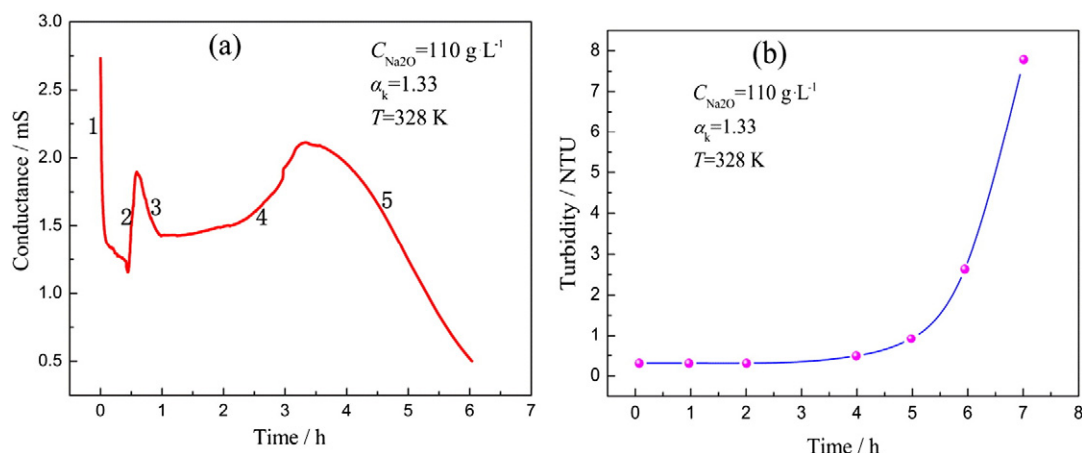 (a)
C_Na2O=110 g·L⁻¹
α_k=1.33
T=328 K
Conductance / mS
3.0
2.5
2.0
1.5
1.0
0.5
1
2
3
4
5
0 1 2 3 4 5 6 7
Time / h
(b)
C_Na2O=110 g·L⁻¹
α_k=1.33
T=328 K
Turbidity / NTU
8
7
6
5
4
3
2
1
0
0 1 2 3 4 5 6 7 8
Time / h